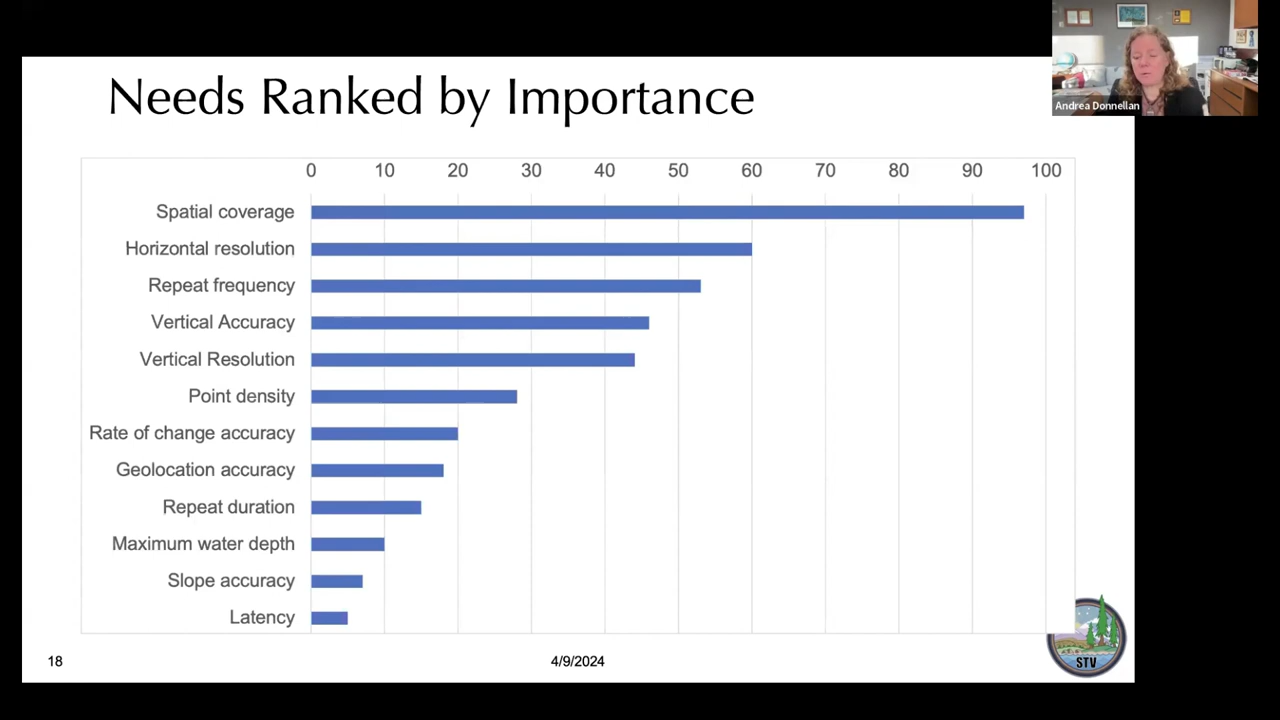 Needs Ranked by Importance
Andrea Donnellan
0 10 20 30 40 50 60 70 80 90 100
Spatial coverage
Horizontal resolution
Repeat frequency
Vertical Accuracy
Vertical Resolution
Point density
Rate of change accuracy
Geolocation accuracy
Repeat duration
Maximum water depth
Slope accuracy
Latency
STV
18 4/9/2024